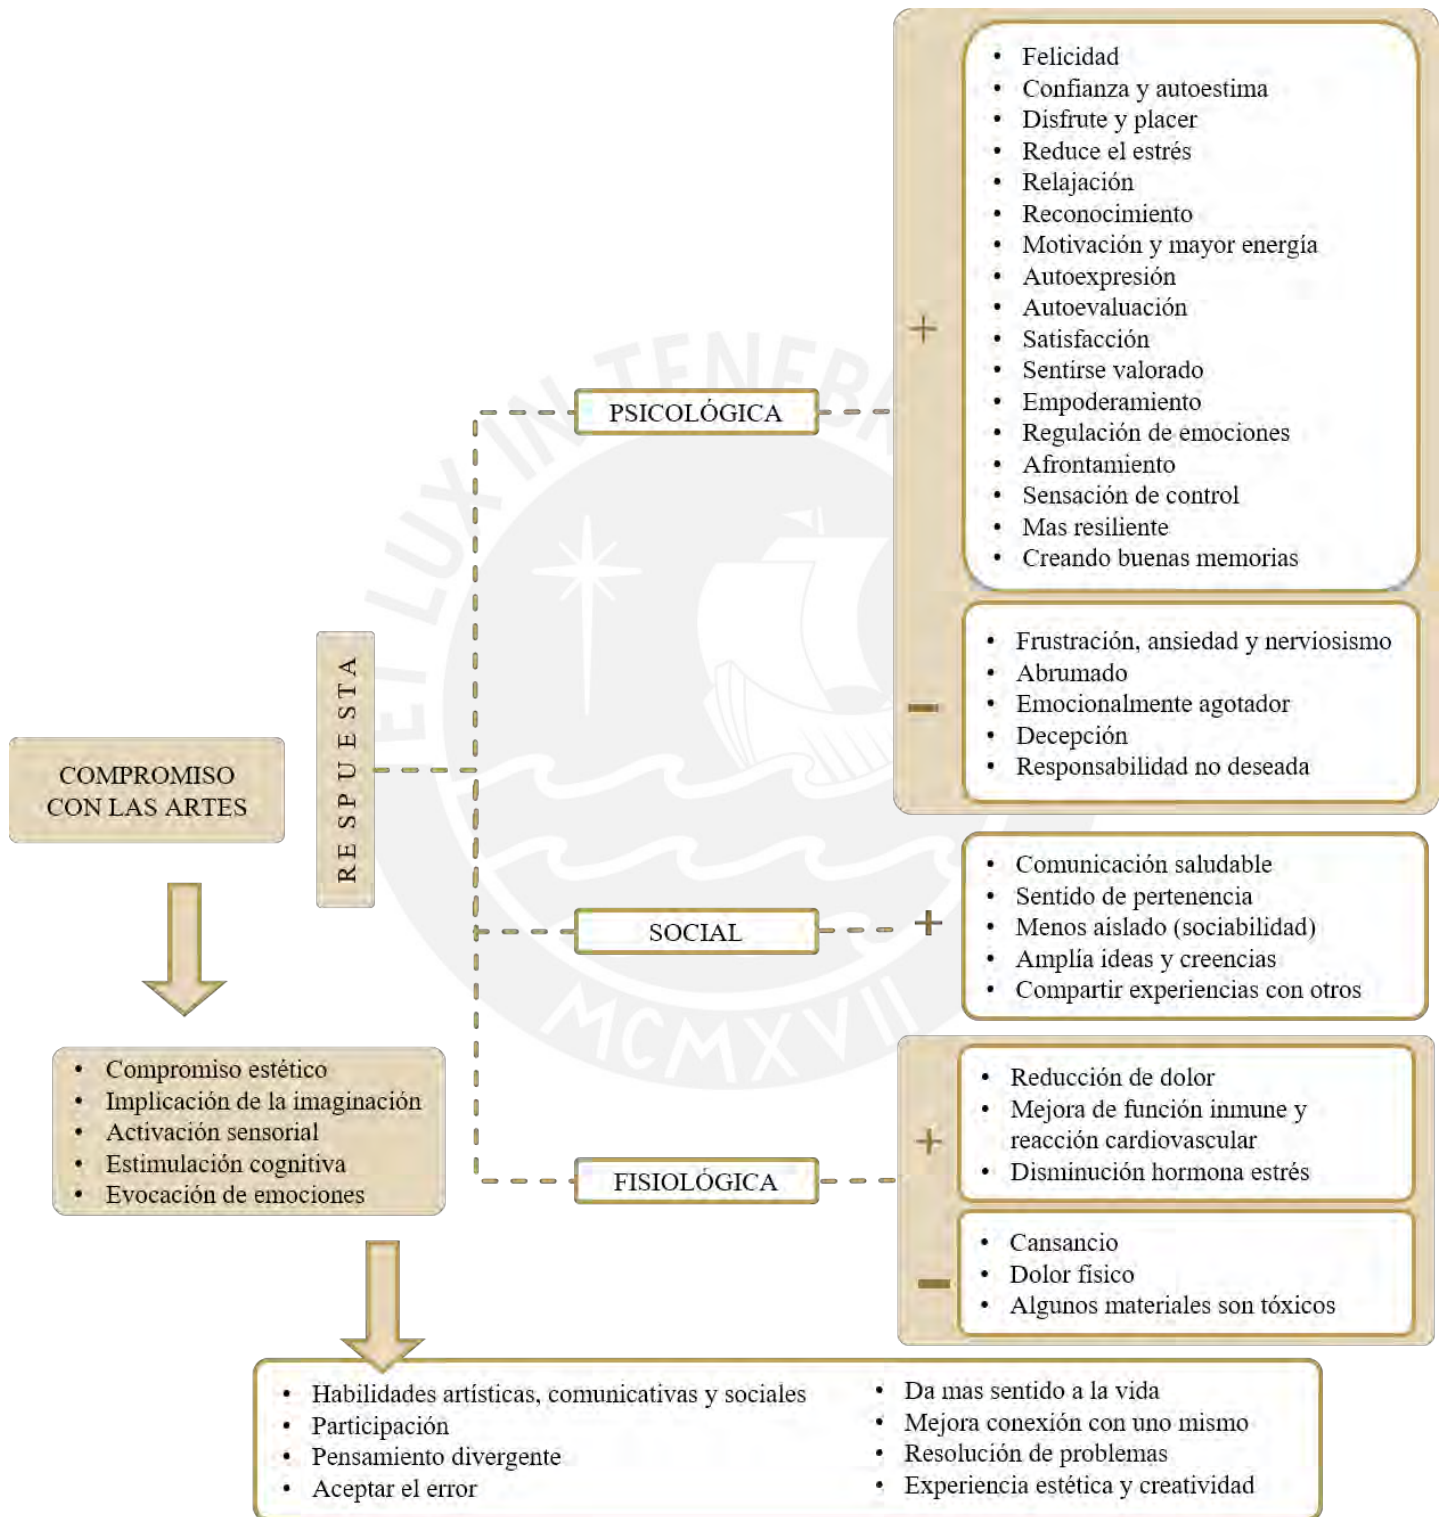 Felicidad
Confianza y autoestima
Disfrute y placer
Reduce el estrés
Relajación
Reconocimiento
Motivación y mayor energía
Autoexpresión
Autoevaluación
Satisfacción
Sentirse valorado
Empoderamiento
Regulación de emociones
Afrontamiento
Sensación de control
Mas resiliente
Creando buenas memorias
+
PSICOLÓGICA
Frustración, ansiedad y nerviosismo
Abrumado
Emocionalmente agotador
Decepción
Responsabilidad no deseada
−
RESPUESTA
COMPROMISO
CON LAS ARTES
Comunicación saludable
Sentido de pertenencia
Menos aislado (sociabilidad)
Amplía ideas y creencias
Compartir experiencias con otros
+
SOCIAL
Compromiso estético
Implicación de la imaginación
Activación sensorial
Estimulación cognitiva
Evocación de emociones
Reducción de dolor
Mejora de función inmune y
reacción cardiovascular
Disminución hormona estrés
+
FISIOLÓGICA
Cansancio
Dolor físico
Algunos materiales son tóxicos
−
Habilidades artísticas, comunicativas y sociales
Participación
Pensamiento divergente
Aceptar el error
Da mas sentido a la vida
Mejora conexión con uno mismo
Resolución de problemas
Experiencia estética y creatividad
ET LUX IN TENEB
MCMXVII